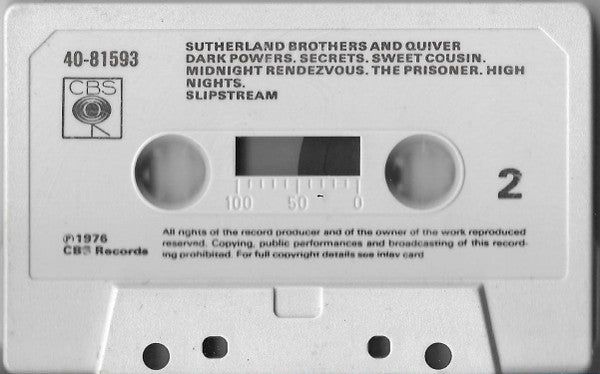 40-81593
SUTHERLAND BROTHERS AND QUIVER
DARK POWERS. SECRETS. SWEET COUSIN.
MIDNIGHT RENDEZVOUS. THE PRISONER. HIGH
NIGHTS.
SLIPSTREAM
CBS
100 50 0
2
℗1976
CBS Records
All rights of the record producer and of the owner of the work reproduced
reserved. Copying, public performances and broadcasting of this record-
ing prohibited. For full copyright details see inlay card